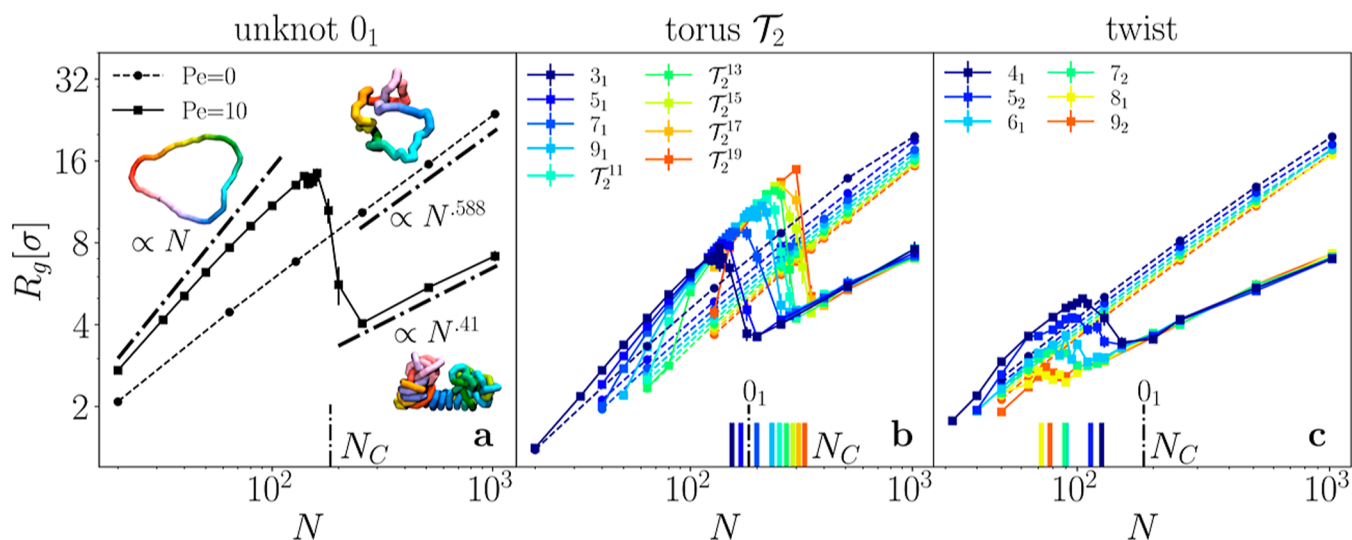 unknot 0₁
torus 𝒯₂
twist
R_g[σ]
32
16
8
4
2
Pe=0
Pe=10
∝ N
∝ N^.588
∝ N^.41
N_C
a
10²
10³
N
3₁
5₁
7₁
9₁
𝒯₂¹¹
𝒯₂¹³
𝒯₂¹⁵
𝒯₂¹⁷
𝒯₂¹⁹
0₁
N_C
b
10²
10³
N
4₁
5₂
6₁
7₂
8₁
9₂
0₁
N_C
c
10²
10³
N